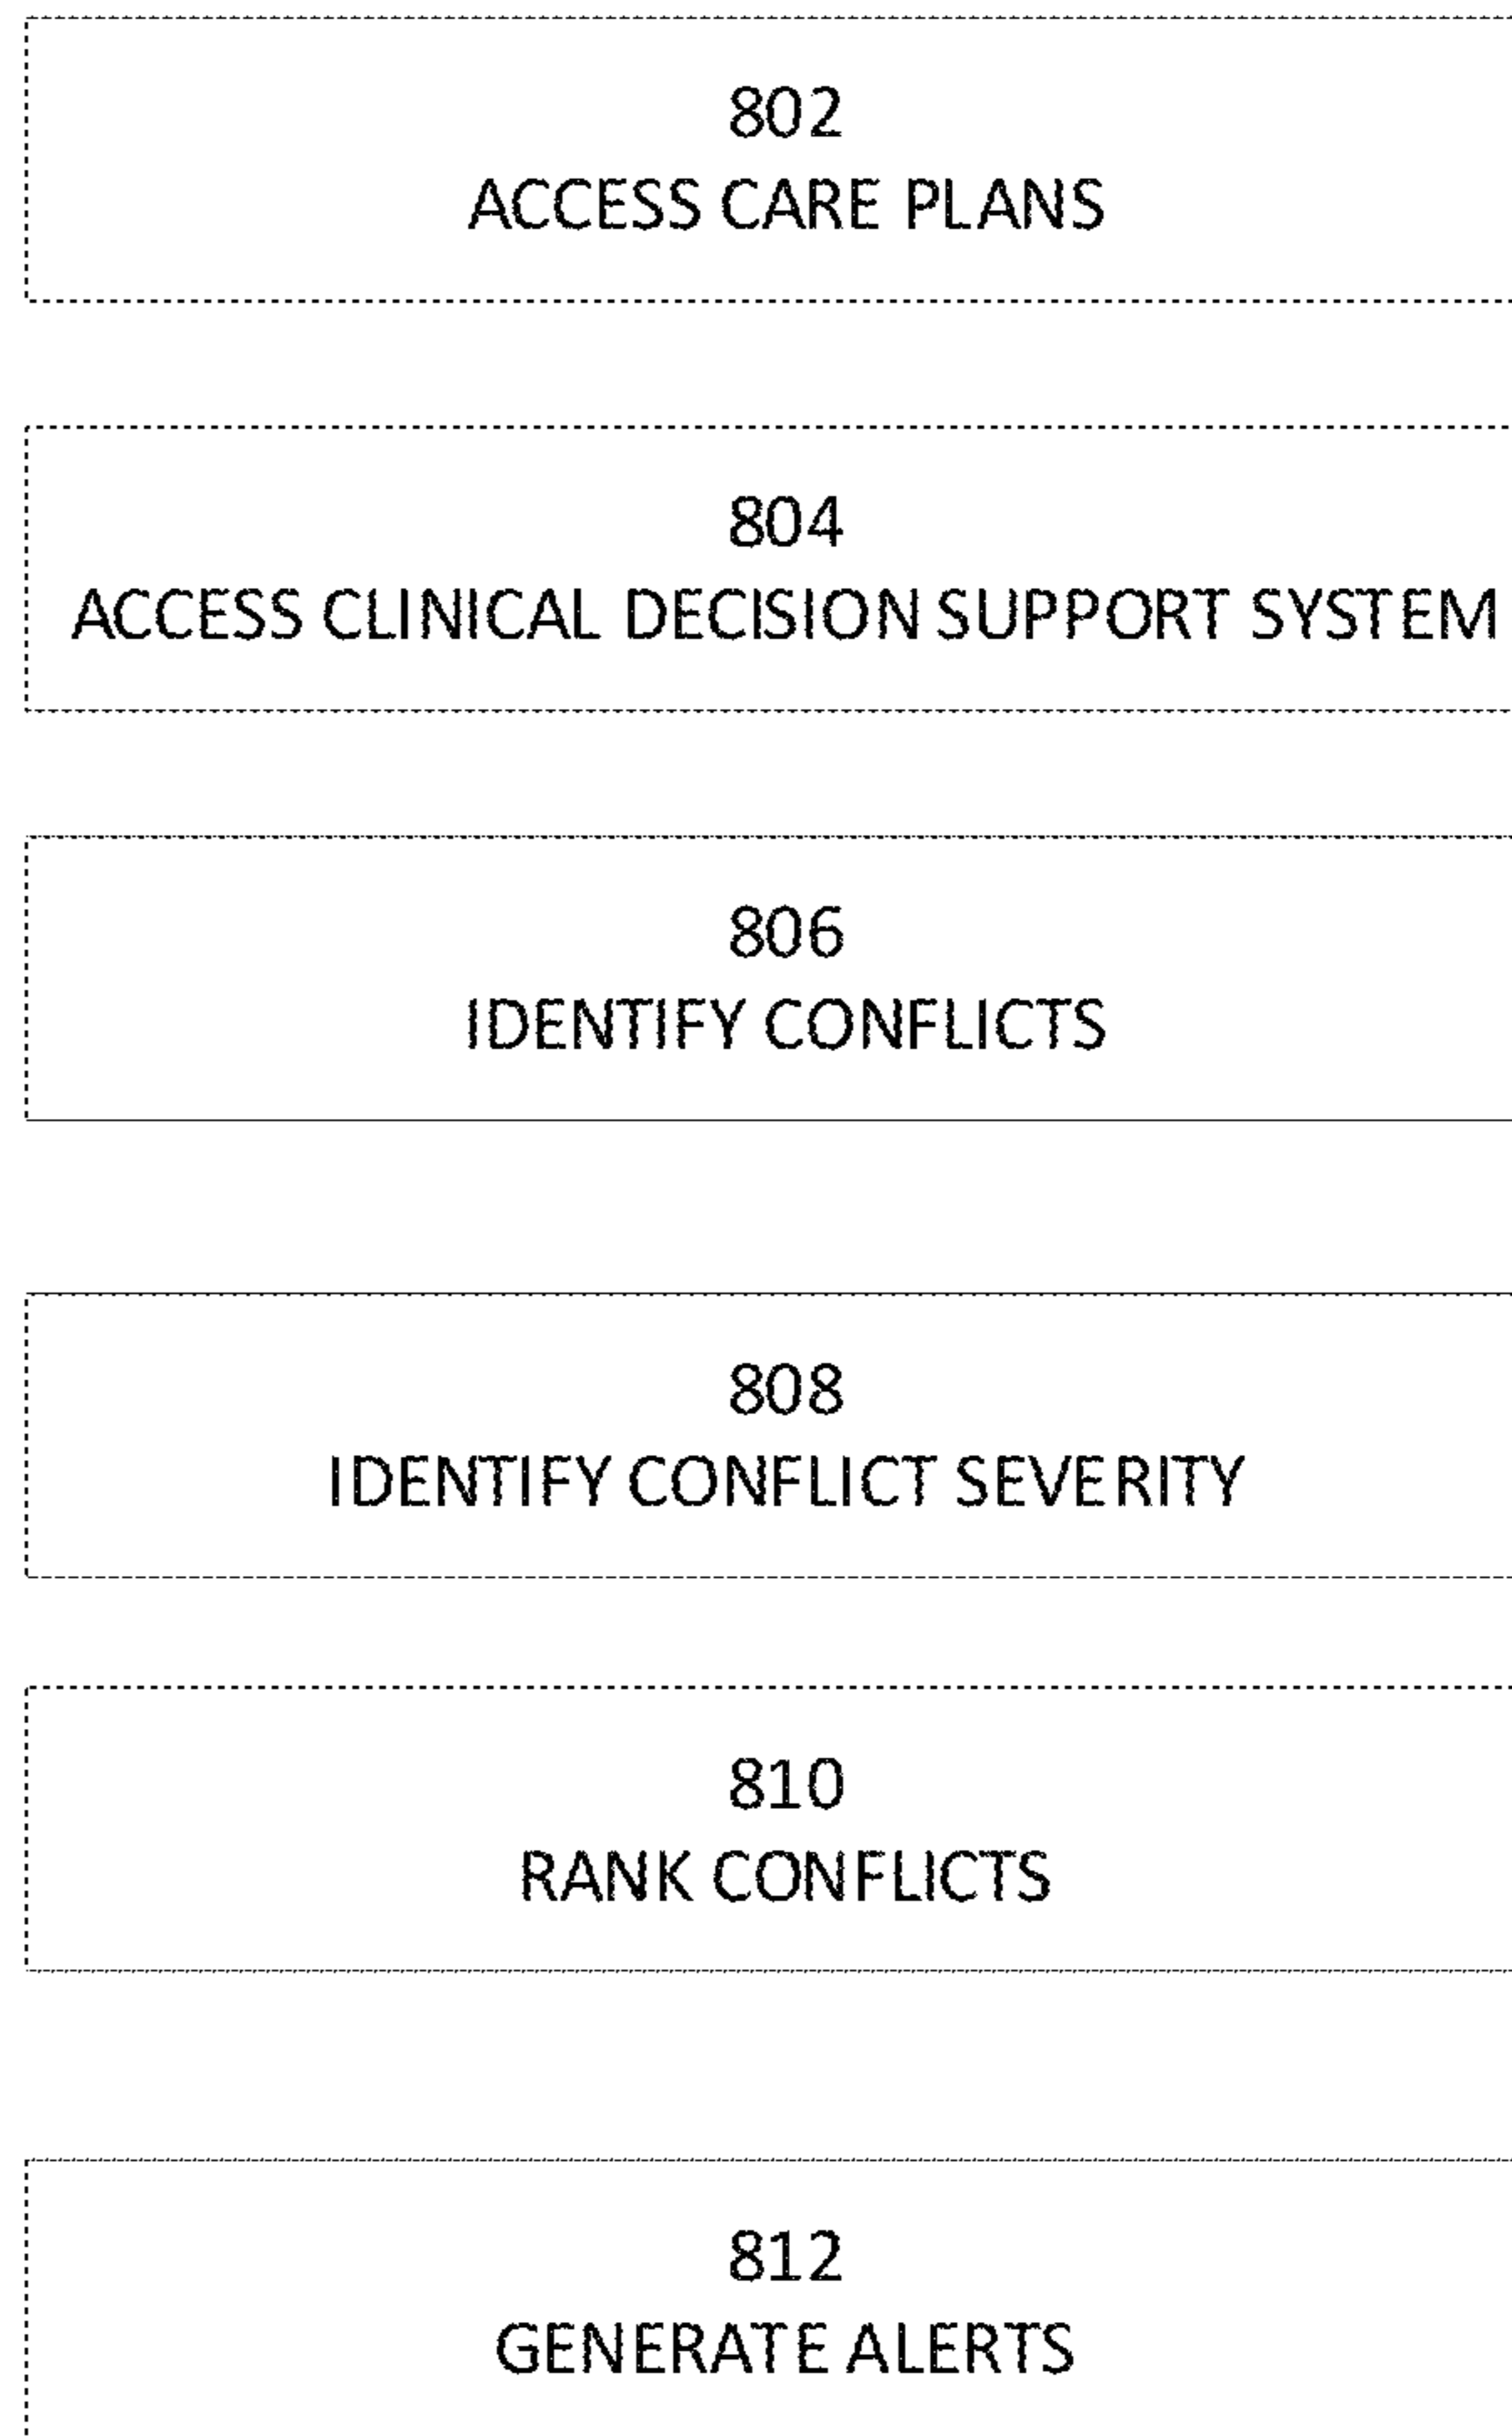 802
ACCESS CARE PLANS
804
ACCESS CLINICAL DECISION SUPPORT SYSTEM
806
IDENTIFY CONFLICTS
808
IDENTIFY CONFLICT SEVERITY
810
RANK CONFLICTS
812
GENERATE ALERTS